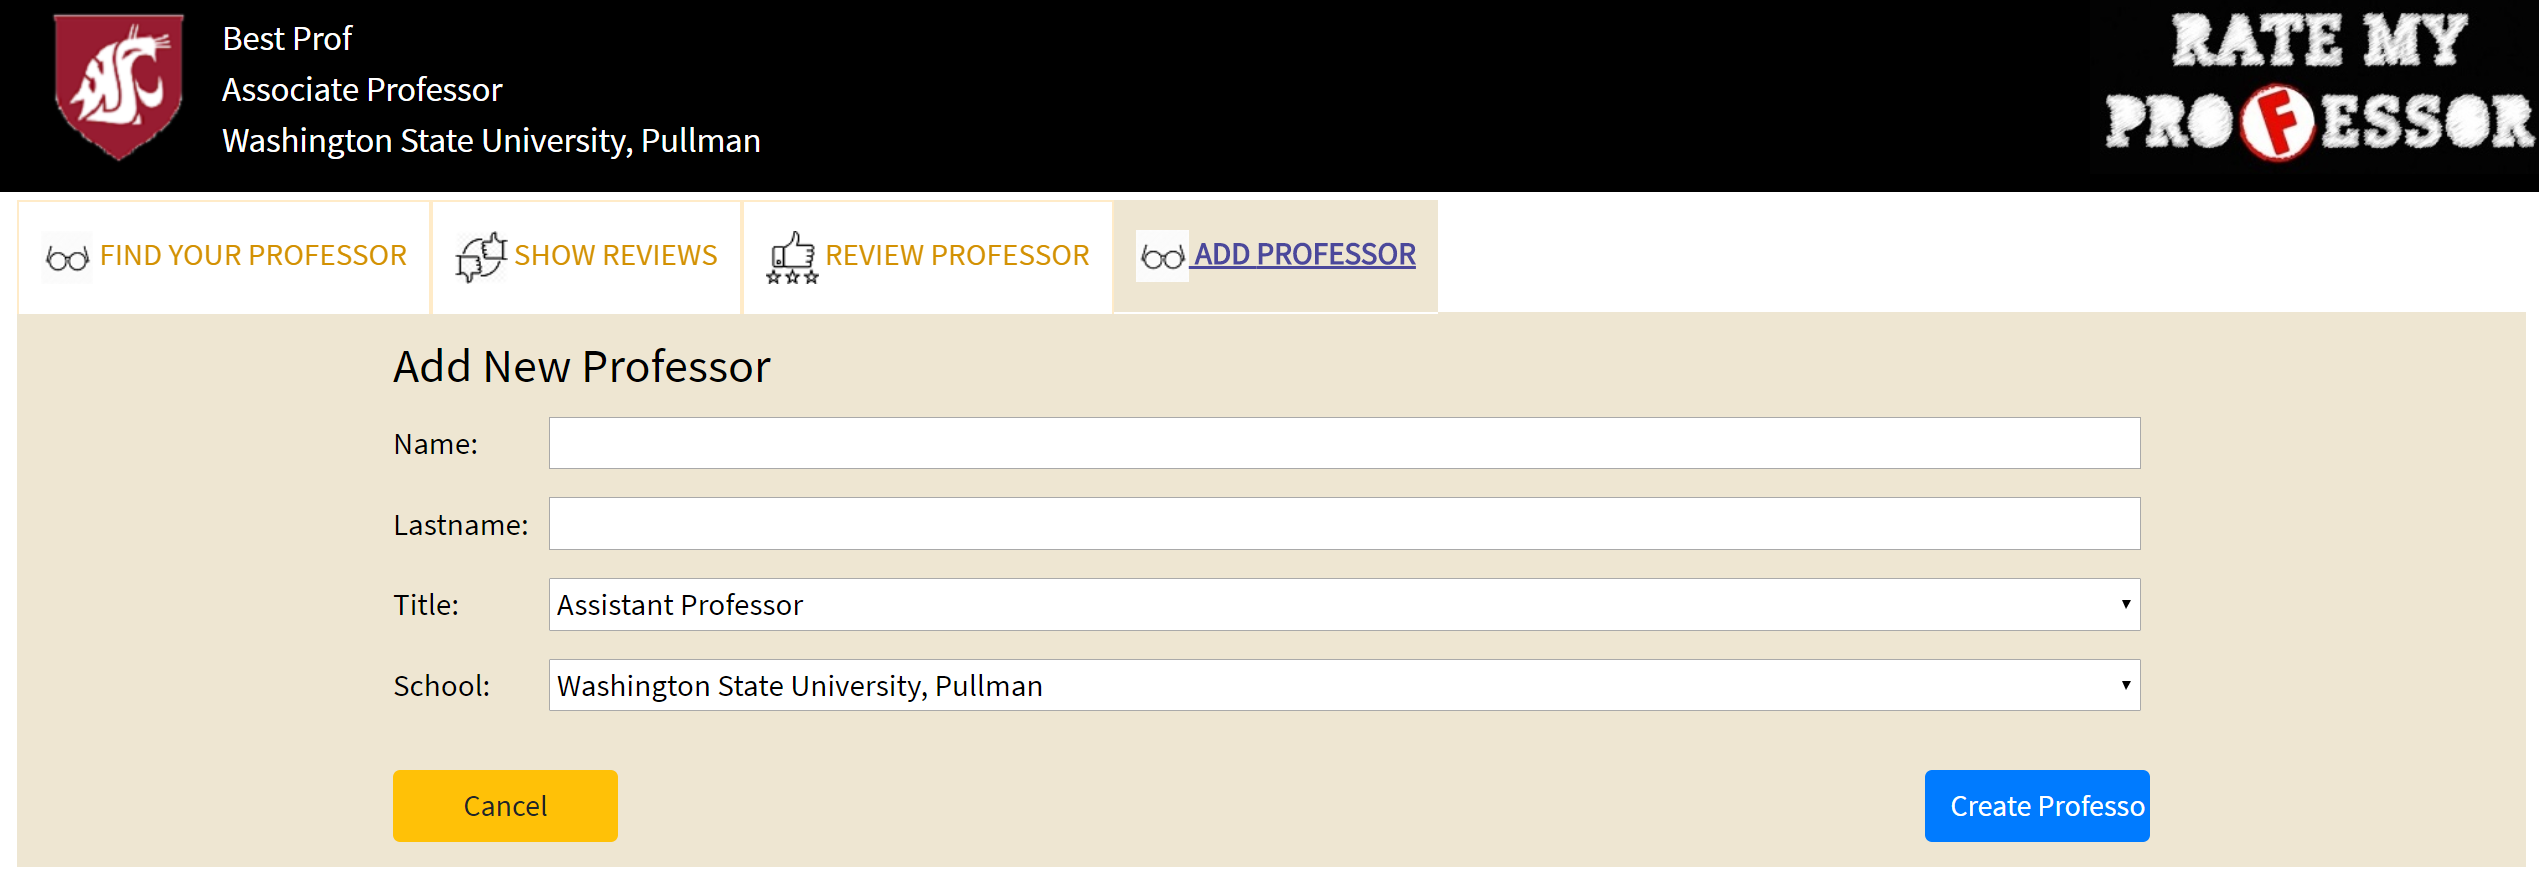 Best Prof
Associate Professor
Washington State University, Pullman
RATE MY
PROFESSOR
FIND YOUR PROFESSOR
SHOW REVIEWS
REVIEW PROFESSOR
ADD PROFESSOR
Add New Professor
Name:
Lastname:
Title:
Assistant Professor
School:
Washington State University, Pullman
Cancel
Create Professo